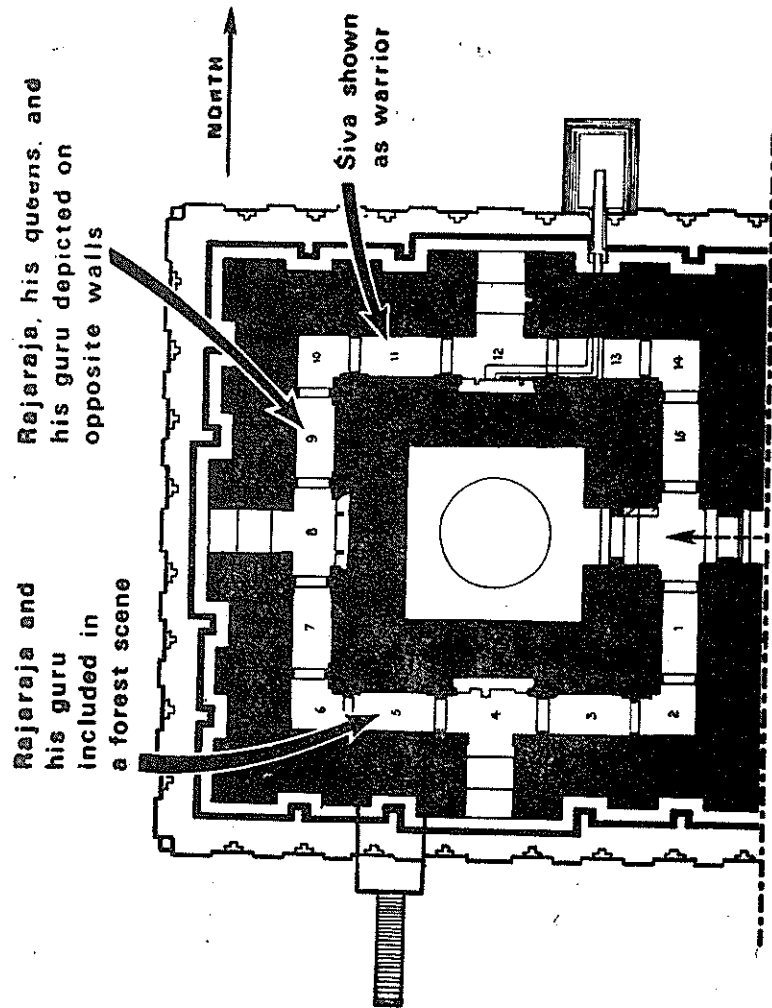 Rajaraja and
his guru
included in
a forest scene
Rajaraja, his queens, and
his guru depicted on
opposite walls
NORTH
Śiva shown
as warrior
1
2
3
4
5
6
7
8
9
10
11
12
13
14
15